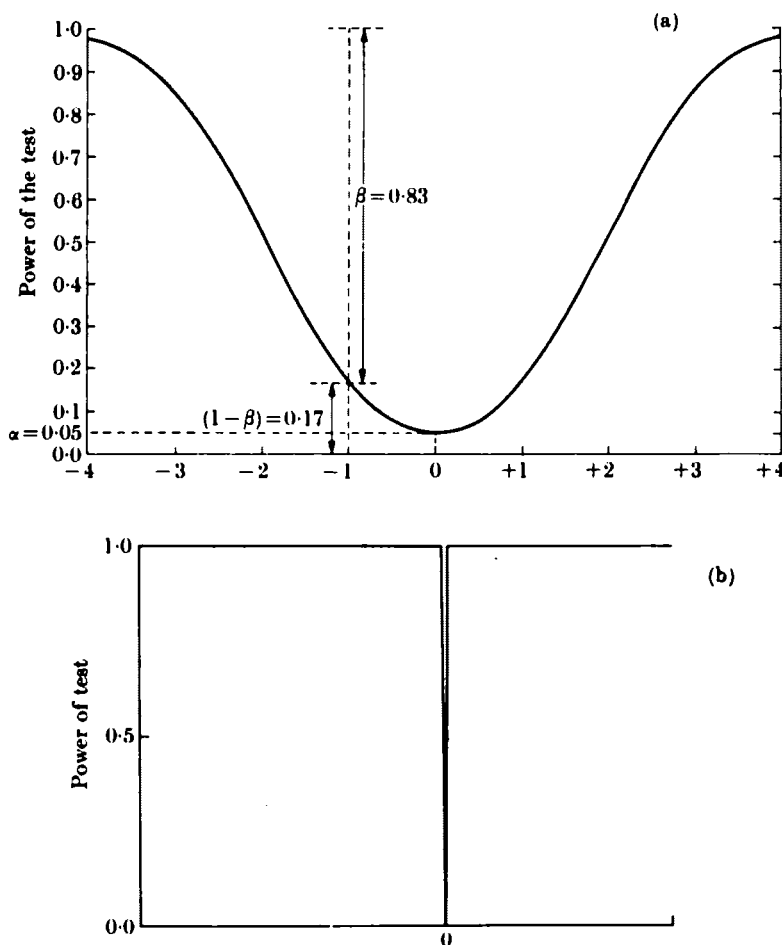 (a)
1·0
0·9
0·8
0·7
0·6
0·5
0·4
0·3
0·2
0·1
α=0·05
0·0
Power of the test
β=0·83
(1−β)=0·17
−4 −3 −2 −1 0 +1 +2 +3 +4
(b)
1·0
0·5
0·0
Power of test
0